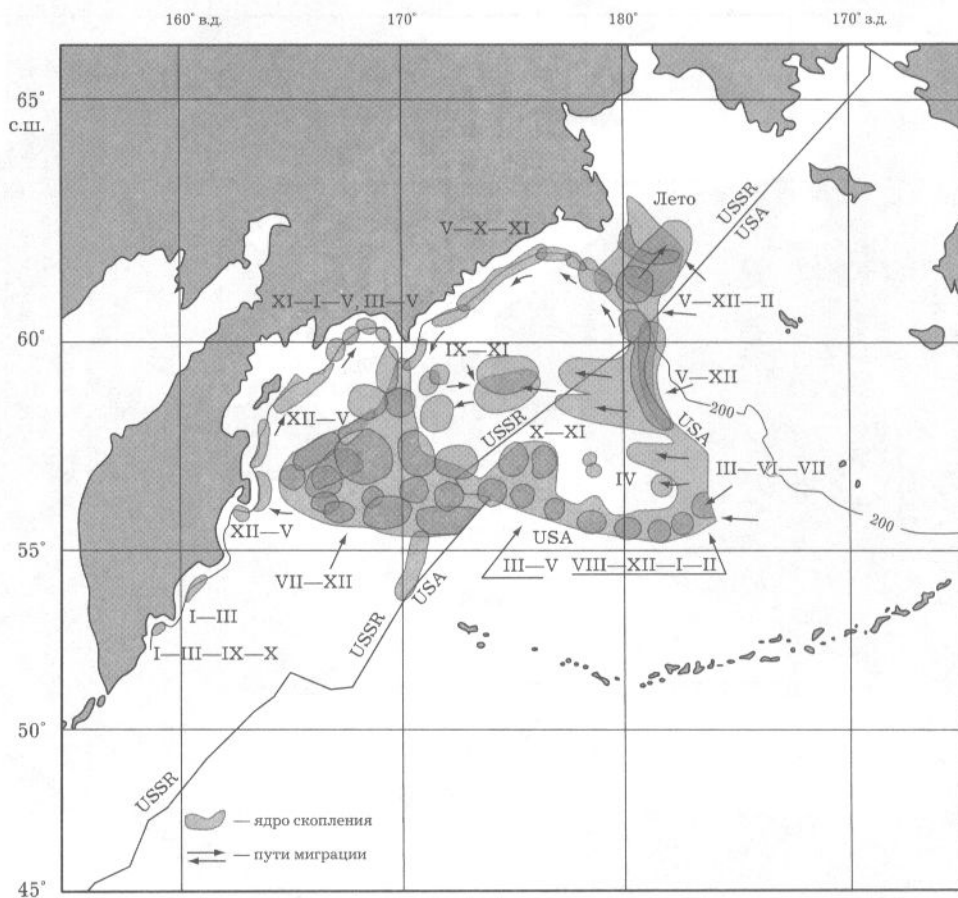 160° в.д.
170°
180°
170° з.д.
65°
с.ш.
Лето
USSR
USA
V—X—XI
XI—I—V, III—V
V—XII—II
60°
IX—XI
V—XII
200
XII—V
USSR
USA
X—XI
III—VI—VII
IV
200
XII—V
USA
55°
VII—XII
III—V
VIII—XII—I—II
USA
I—III
USSR
I—III—IX—X
50°
USSR
— ядро скопления
— пути миграции
45°